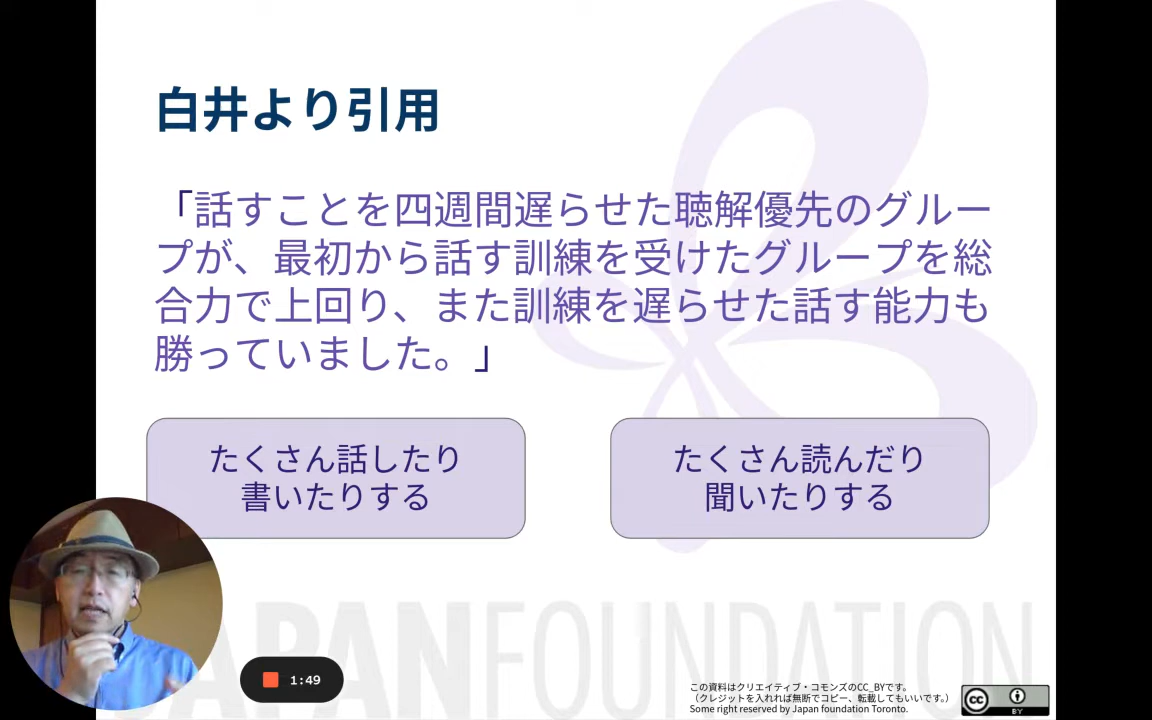 白井より引用
「話すことを四週間遅らせた聴解優先のグルー
プが、最初から話す訓練を受けたグループを総
合力で上回り、また訓練を遅らせた話す能力も
勝っていました。」
たくさん話したり
書いたりする
たくさん読んだり
聞いたりする
JAPANFOUNDATION
1:49
この資料はクリエイティブ・コモンズのCC_BYです。
（クレジットを入れれば無断でコピー、転載してもいいです。）
Some right reserved by Japan foundation Toronto.
cc
BY